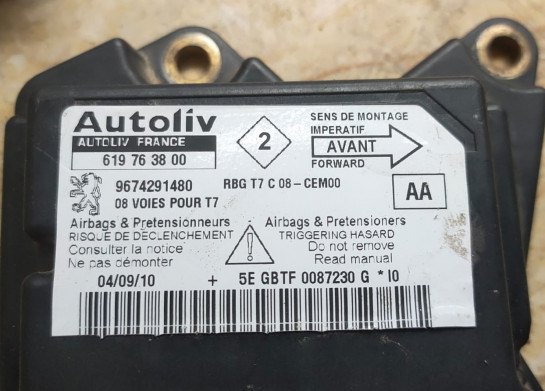 Autoliv
AUTOLIV FRANCE
619 76 38 00
2
SENS DE MONTAGE
IMPERATIF
AVANT
FORWARD
9674291480
RBG T7 C 08-CEM00
AA
08 VOIES POUR T7
Airbags & Pretensionneurs
RISQUE DE DECLENCHEMENT
Consulter la notice
Ne pas démonter
!
Airbags & Pretensioners
TRIGGERING HASARD
Do not remove
Read manual
04/09/10 + 5E GBTF 0087230 G * I0